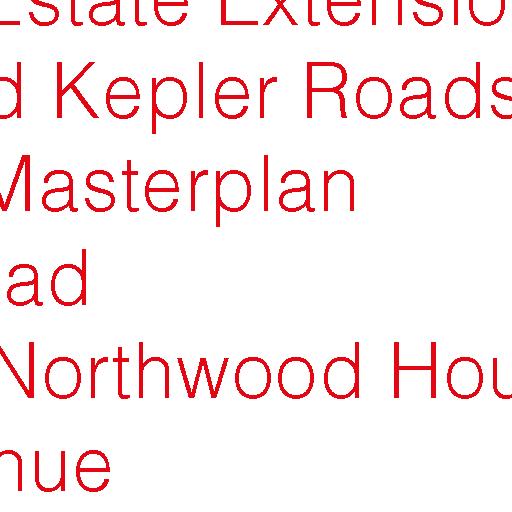 Estate Extensio
d Kepler Roads
Masterplan
ad
Northwood Hou
nue